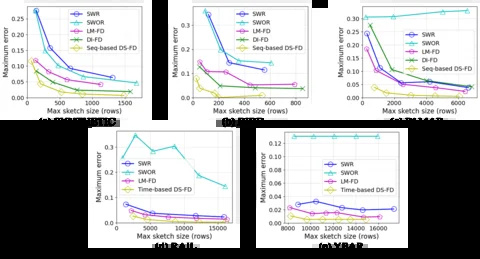 SWR
SWOR
LM-FD
DI-FD
Seq-based DS-FD
Maximum error
0.25
0.20
0.15
0.10
0.05
0.00
0 500 1000 1500
Max sketch size (rows)
SWR
SWOR
LM-FD
DI-FD
Seq-based DS-FD
Maximum error
0.3
0.2
0.1
0.0
0 200 400 600 800
Max sketch size (rows)
SWR
SWOR
LM-FD
DI-FD
Seq-based DS-FD
Maximum error
0.30
0.20
0.10
0.00
0 2000 4000 6000
Max sketch size (rows)
SWR
SWOR
LM-FD
Time-based DS-FD
Maximum error
0.3
0.2
0.1
0.0
0 5000 10000 15000
Max sketch size (rows)
(d) RAIL
SWR
SWOR
LM-FD
Time-based DS-FD
Maximum error
0.12
0.10
0.08
0.06
0.04
0.02
0.00
8000 10000 12000 14000 16000 18000
Max sketch size (rows)
(e) YEAR